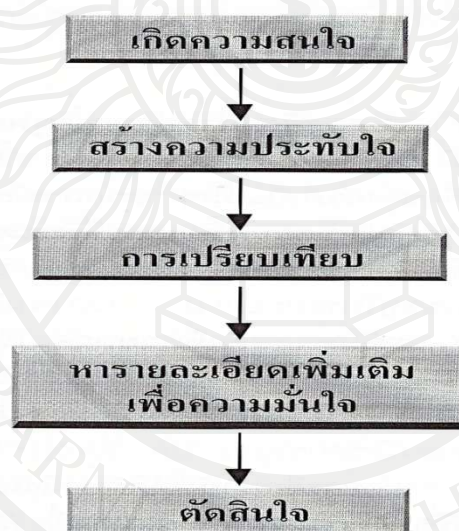 เกิดความสนใจ
สร้างความประทับใจ
การเปรียบเทียบ
หารายละเอียดเพิ่มเติม
เพื่อความมั่นใจ
ตัดสินใจ